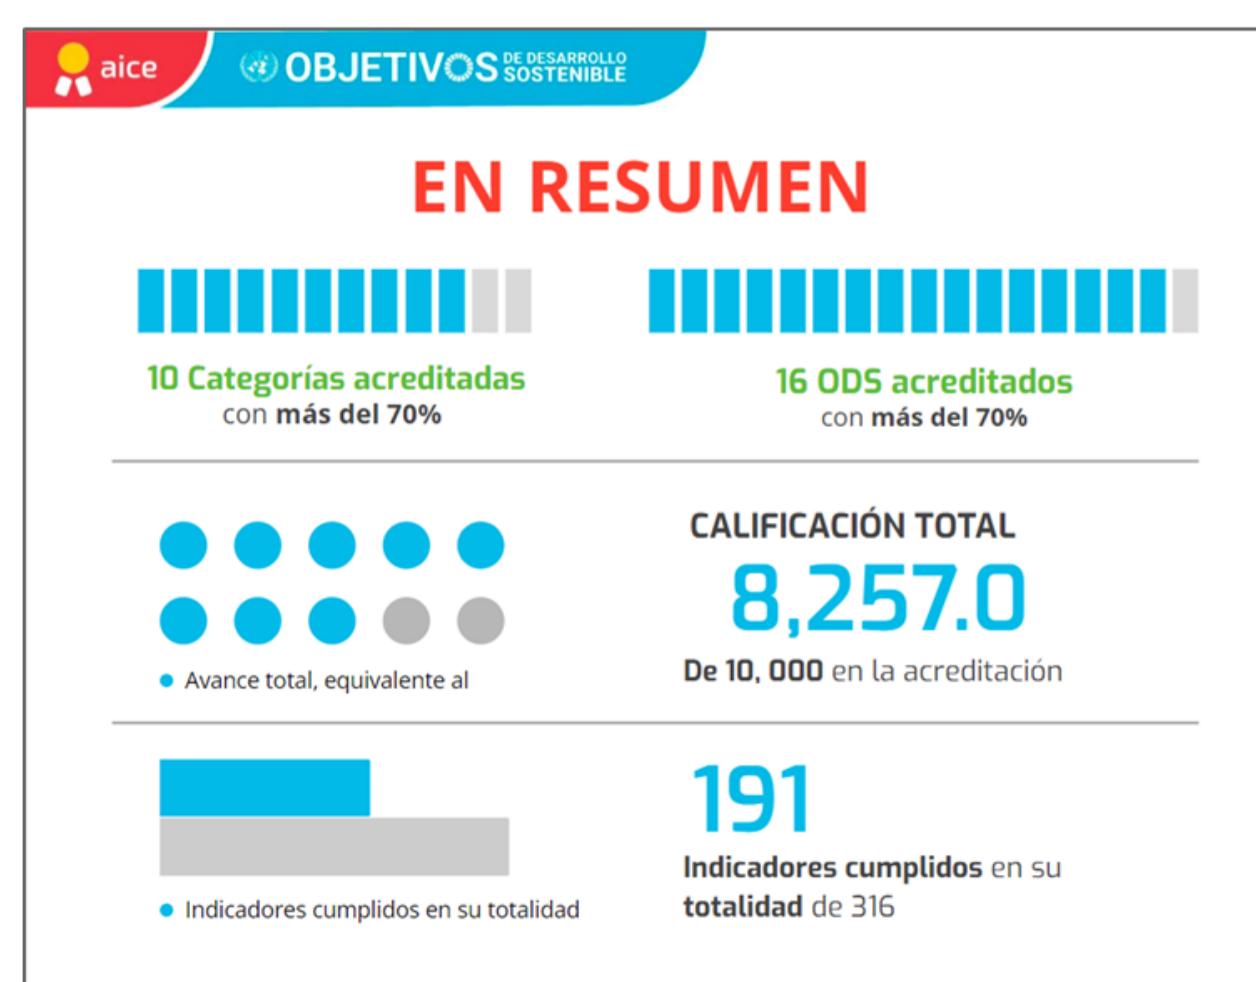 aice
OBJETIVOS DE DESARROLLO SOSTENIBLE
EN RESUMEN
10 Categorías acreditadas
con más del 70%
16 ODS acreditados
con más del 70%
Avance total, equivalente al
CALIFICACIÓN TOTAL
8,257.0
De 10, 000 en la acreditación
Indicadores cumplidos en su totalidad
191
Indicadores cumplidos en su
totalidad de 316